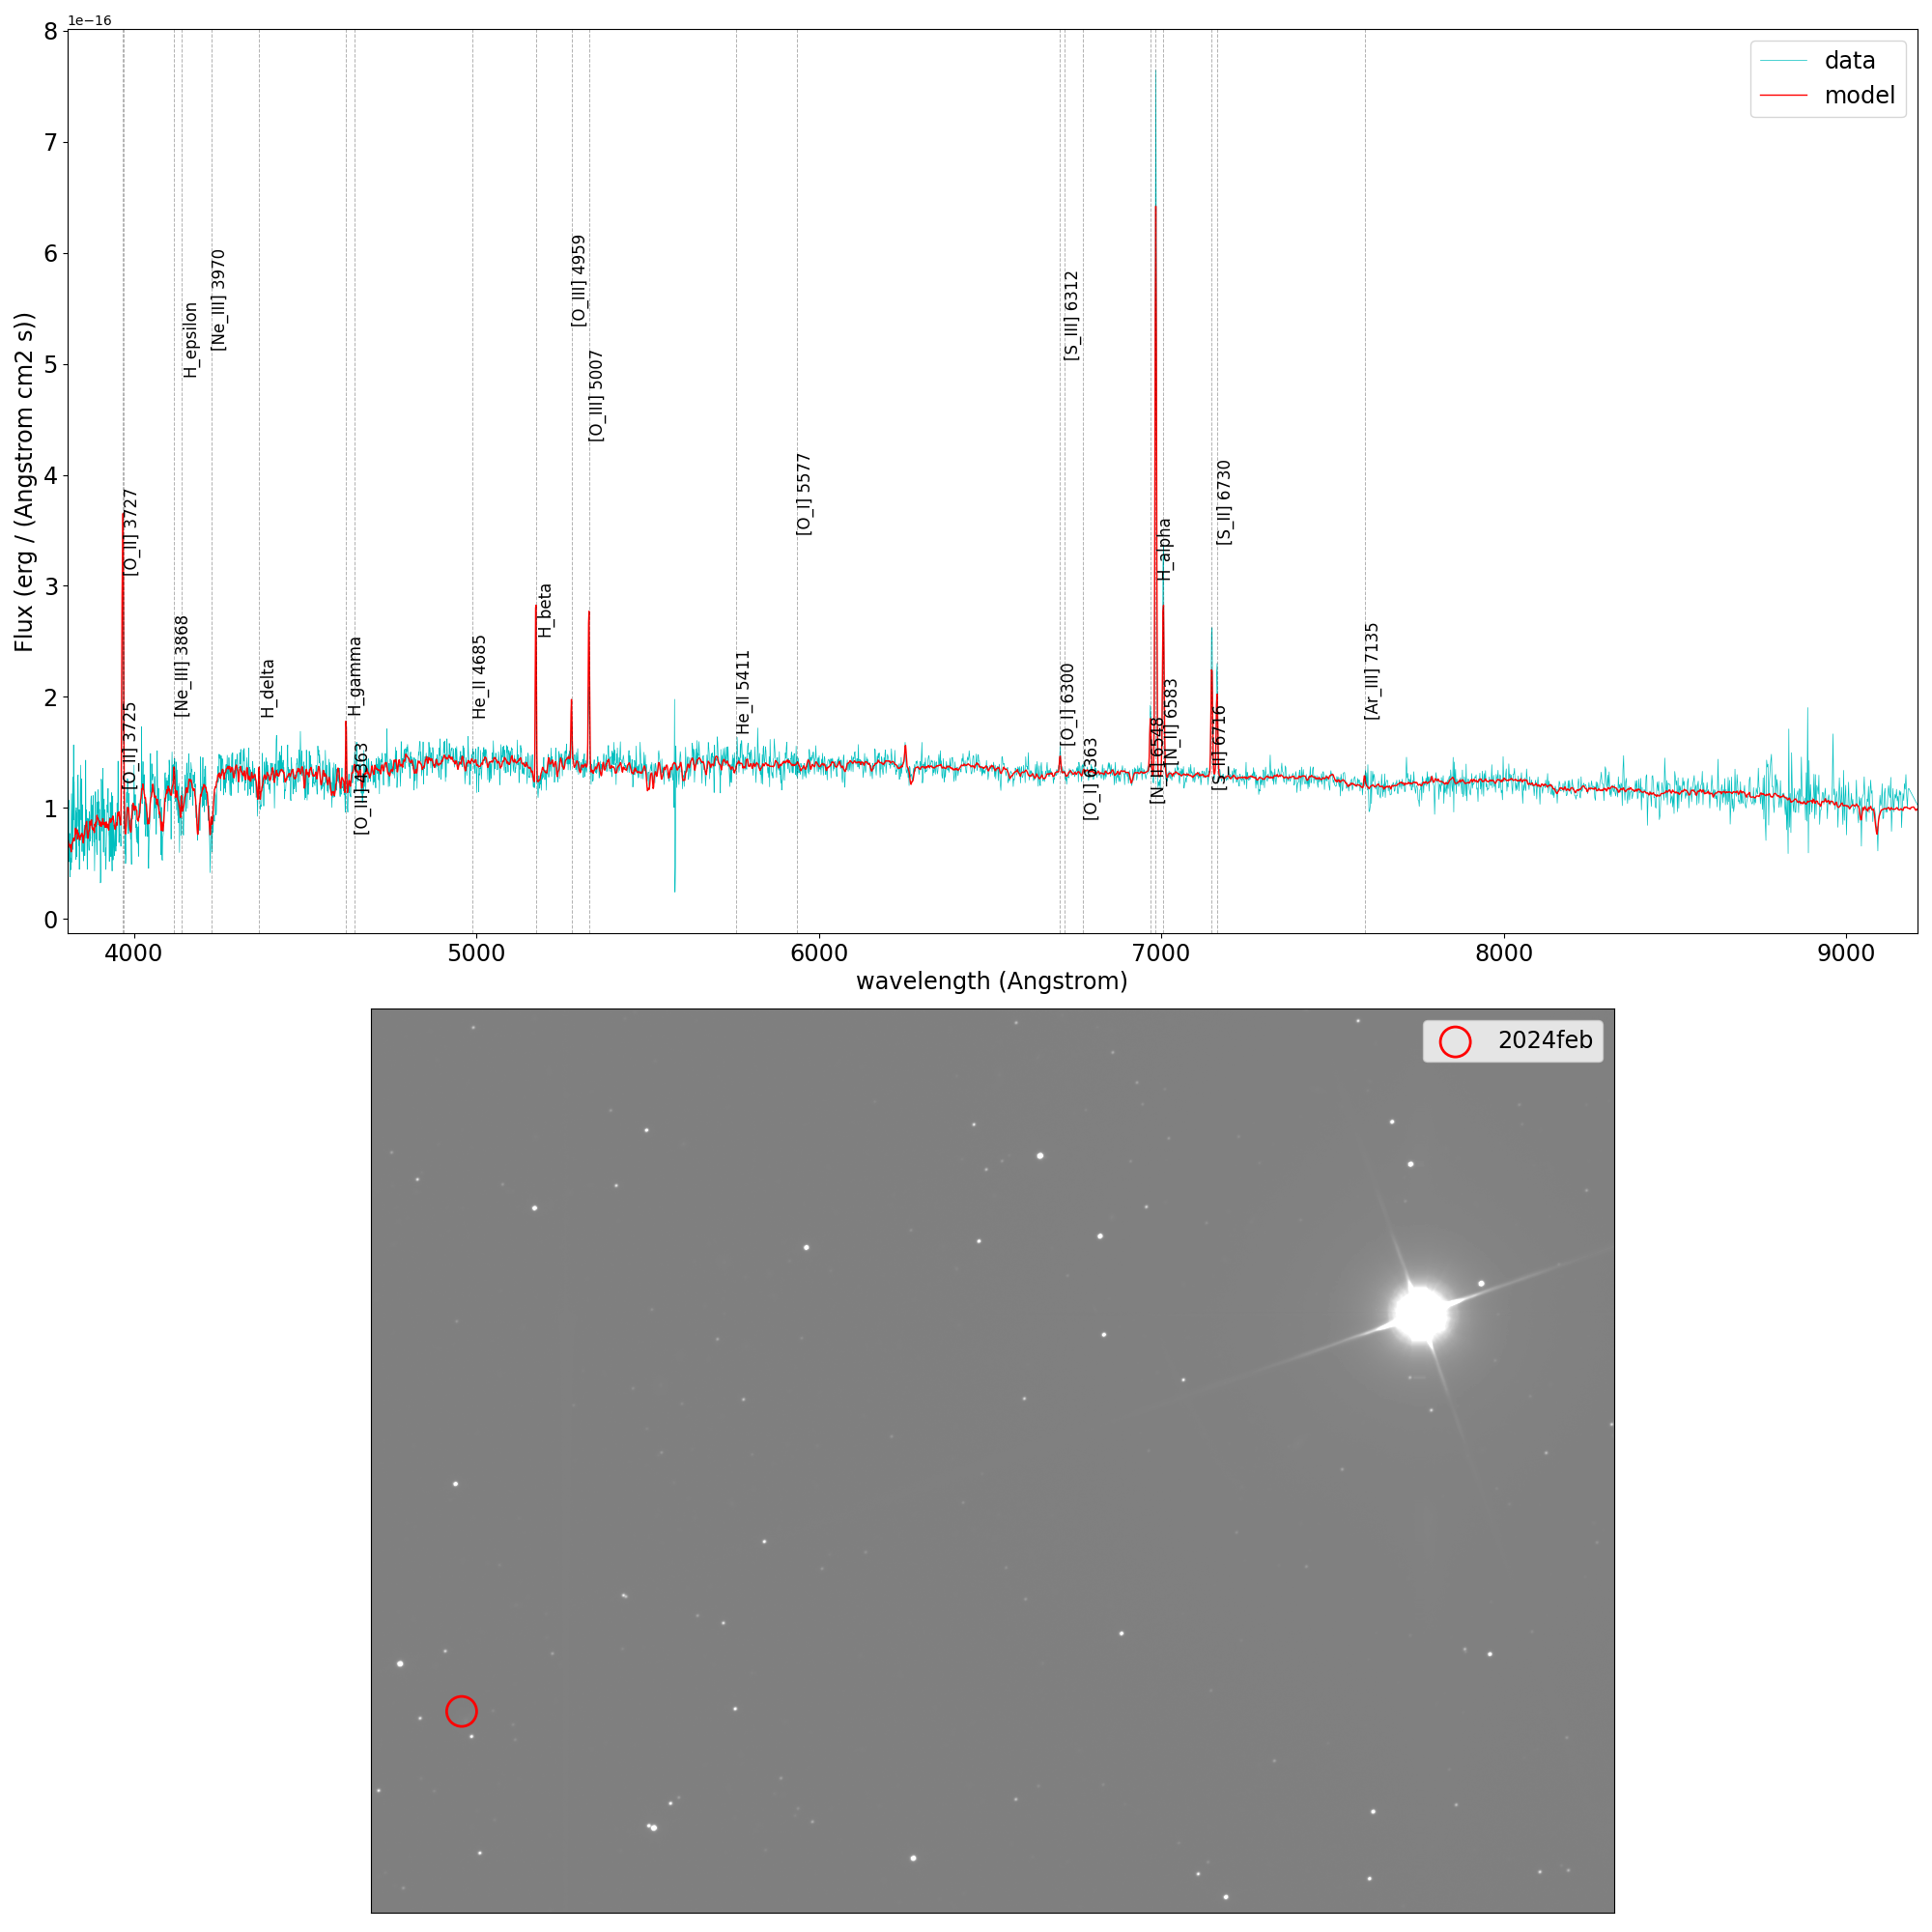 1e−16
8
7
6
5
4
3
2
1
0
Flux (erg / (Angstrom cm2 s))
data
model
[O_II] 3727
[O_II] 3725
[Ne_III] 3868
H_epsilon
[Ne_III] 3970
H_delta
H_gamma
[O_III] 4363
He_II 4685
H_beta
[O_III] 4959
[O_III] 5007
He_II 5411
[O_I] 5577
[O_I] 6300
[S_III] 6312
[O_I] 6363
[N_II] 6548
H_alpha
[N_II] 6583
[S_II] 6716
[S_II] 6730
[Ar_III] 7135
4000
5000
6000
7000
8000
9000
wavelength (Angstrom)
2024feb